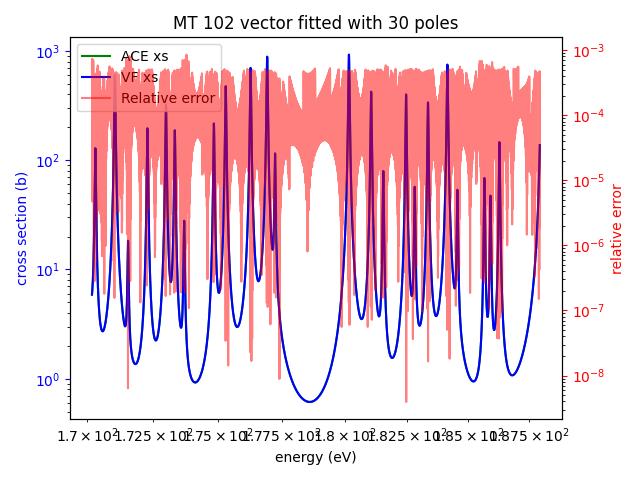 MT 102 vector fitted with 30 poles
ACE xs
VF xs
Relative error
cross section (b)
10³
10²
10¹
10⁰
10⁻³
10⁻⁴
10⁻⁵
10⁻⁶
10⁻⁷
10⁻⁸
relative error
1.7 × 10² 1.725 × 10² 1.75 × 10² 1.775 × 10² 1.8 × 10² 1.825 × 10² 1.85 × 10² 1.875 × 10²
energy (eV)